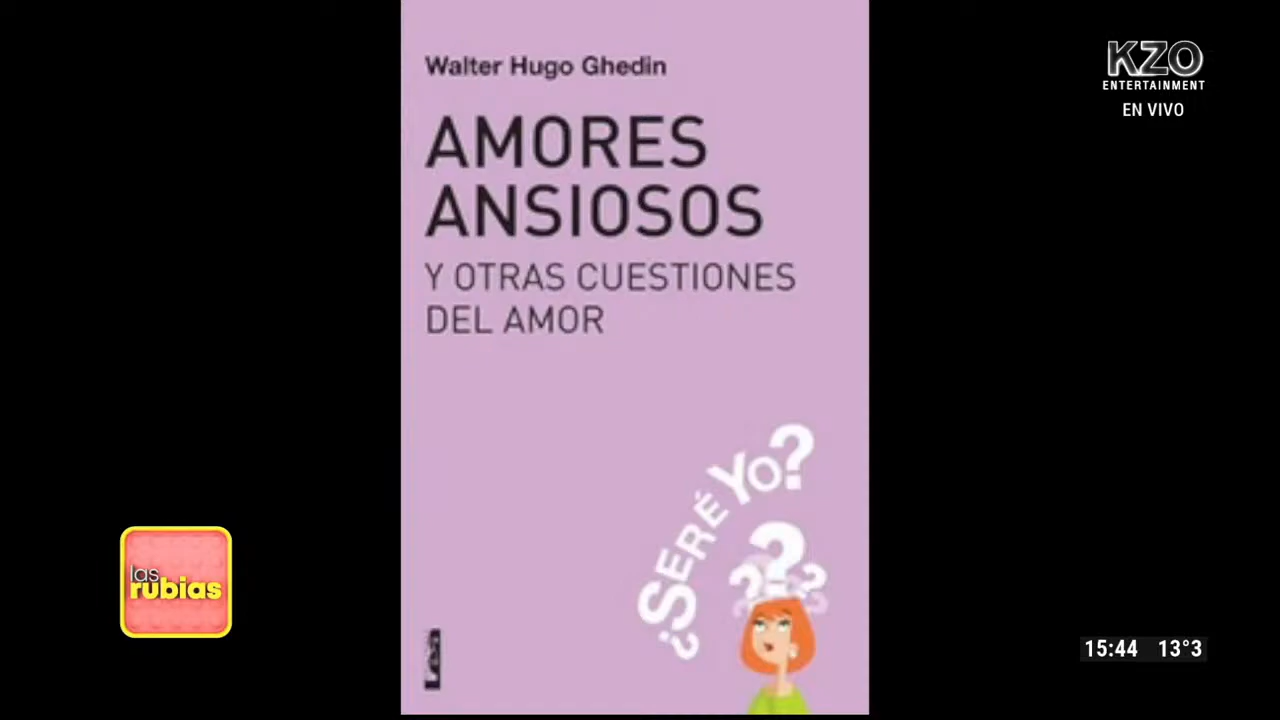 Walter Hugo Ghedin
AMORES
ANSIOSOS
Y OTRAS CUESTIONES
DEL AMOR
¿SERÉ YO?
???
Lea
KZO
ENTERTAINMENT
EN VIVO
las
rubias
15:44 13°3